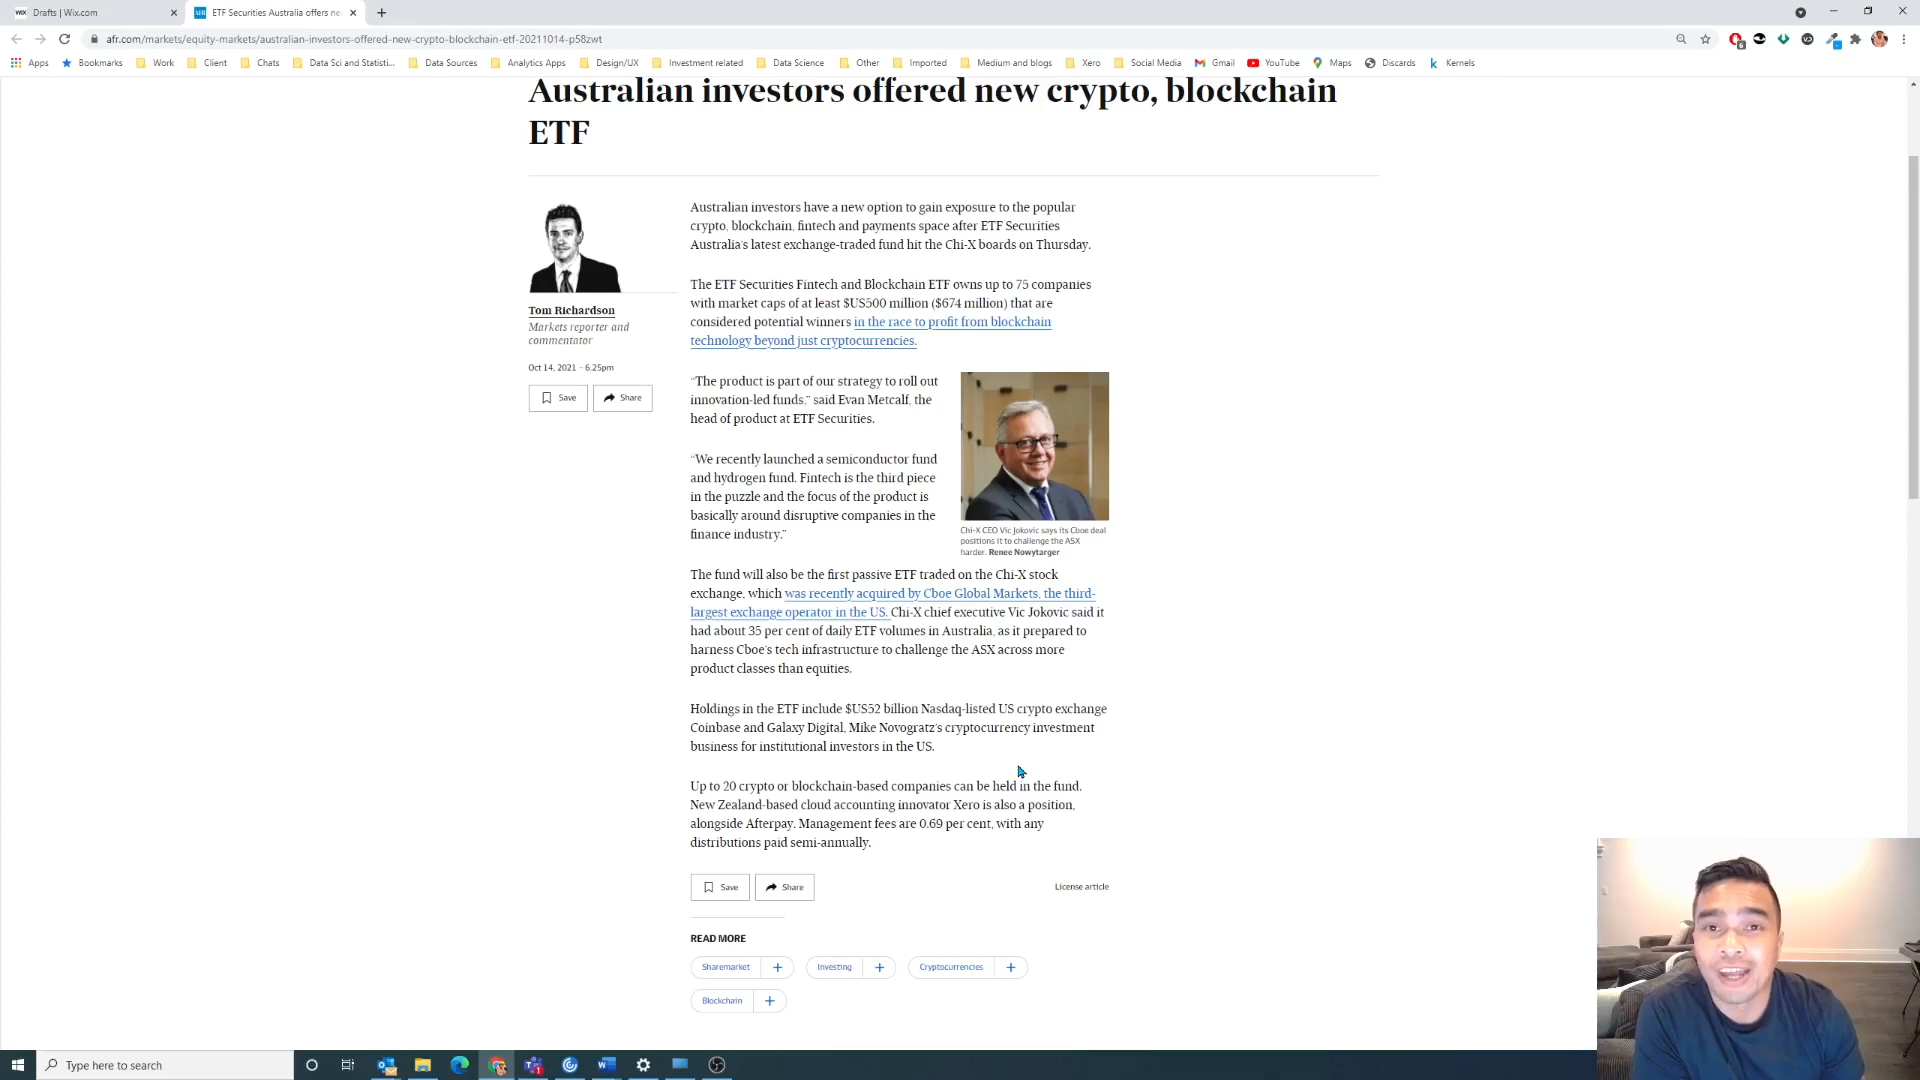 Drafts | Wix.com
ETF Securities Australia offers ne
afr.com/markets/equity-markets/australian-investors-offered-new-crypto-blockchain-etf-20211014-p58zwt
Apps
Bookmarks
Work
Client
Chats
Data Sci and Statisti...
Data Sources
Analytics Apps
Design/UX
Investment related
Data Science
Other
Imported
Medium and blogs
Xero
Social Media
Gmail
YouTube
Maps
Discards
Kernels
Australian investors offered new crypto, blockchain
ETF
Tom Richardson
Markets reporter and
commentator
Oct 14, 2021 – 6.25pm
Save
Share
Australian investors have a new option to gain exposure to the popular
crypto, blockchain, fintech and payments space after ETF Securities
Australia's latest exchange-traded fund hit the Chi-X boards on Thursday.
The ETF Securities Fintech and Blockchain ETF owns up to 75 companies
with market caps of at least $US500 million ($674 million) that are
considered potential winners in the race to profit from blockchain
technology beyond just cryptocurrencies.
“The product is part of our strategy to roll out
innovation-led funds,” said Evan Metcalf, the
head of product at ETF Securities.
“We recently launched a semiconductor fund
and hydrogen fund. Fintech is the third piece
in the puzzle and the focus of the product is
basically around disruptive companies in the
finance industry.”
Chi-X CEO Vic Jokovic says its Cboe deal
positions it to challenge the ASX
harder. Renee Nowytarger
The fund will also be the first passive ETF traded on the Chi-X stock
exchange, which was recently acquired by Cboe Global Markets, the third-
largest exchange operator in the US. Chi-X chief executive Vic Jokovic said it
had about 35 per cent of daily ETF volumes in Australia, as it prepared to
harness Cboe's tech infrastructure to challenge the ASX across more
product classes than equities.
Holdings in the ETF include $US52 billion Nasdaq-listed US crypto exchange
Coinbase and Galaxy Digital, Mike Novogratz's cryptocurrency investment
business for institutional investors in the US.
Up to 20 crypto or blockchain-based companies can be held in the fund.
New Zealand-based cloud accounting innovator Xero is also a position,
alongside Afterpay. Management fees are 0.69 per cent, with any
distributions paid semi-annually.
Save
Share
License article
READ MORE
Sharemarket +
Investing +
Cryptocurrencies +
Blockchain +
Type here to search